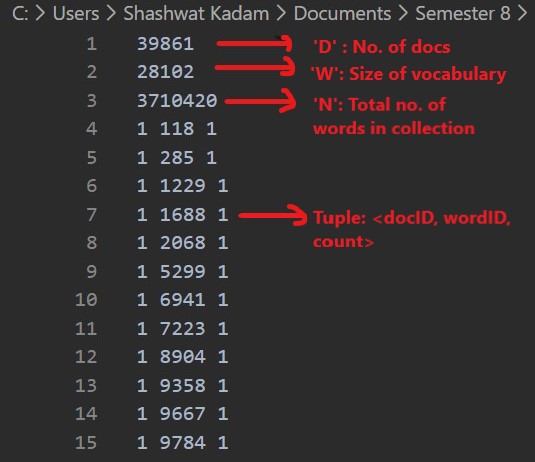 C: > Users > Shashwat Kadam > Documents > Semester 8 >
1 39861 'D' : No. of docs
2 28102 'W': Size of vocabulary
3 3710420 'N': Total no. of
words in collection
4 1 118 1
5 1 285 1
6 1 1229 1
7 1 1688 1 Tuple: <docID, wordID,
count>
8 1 2068 1
9 1 5299 1
10 1 6941 1
11 1 7223 1
12 1 8904 1
13 1 9358 1
14 1 9667 1
15 1 9784 1